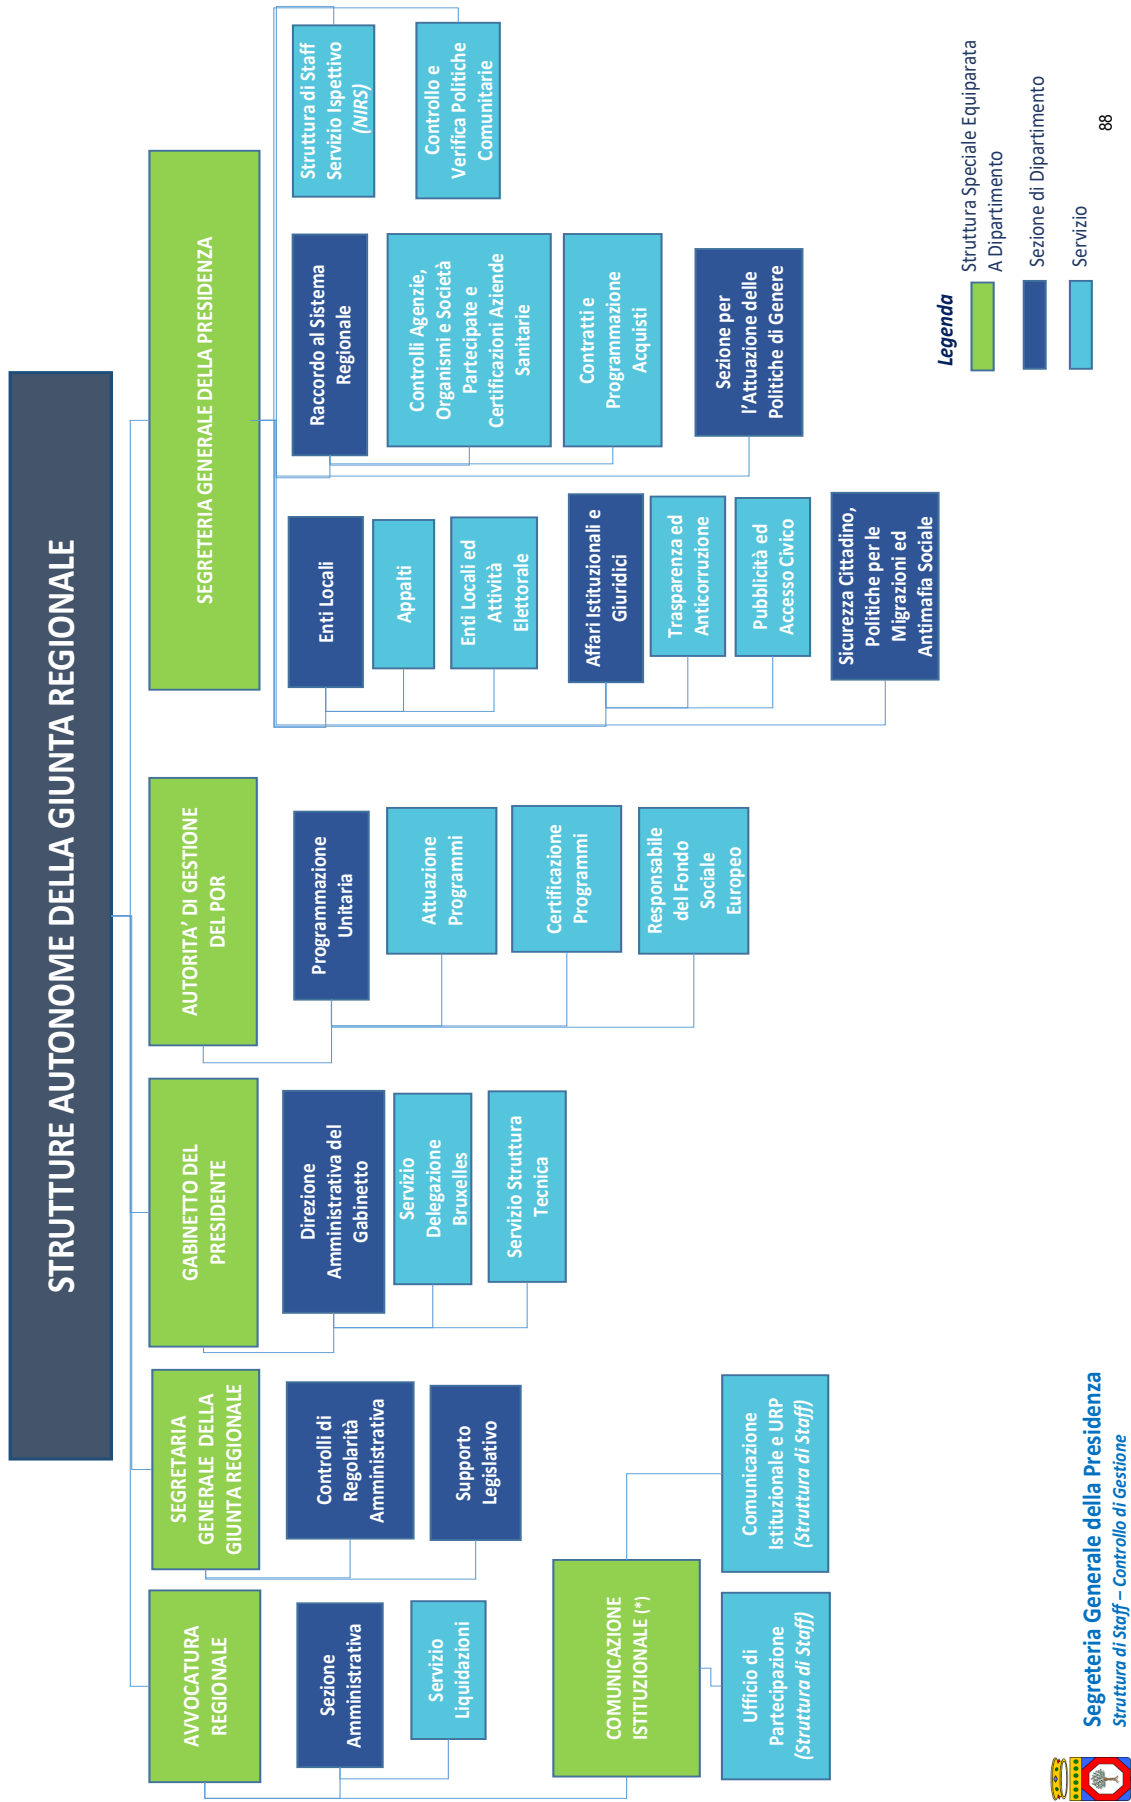 STRUTTURE AUTONOME DELLA GIUNTA REGIONALE
AVVOCATURA
REGIONALE
SEGRETARIA
GENERALE DELLA
GIUNTA REGIONALE
GABINETTO DEL
PRESIDENTE
AUTORITA' DI GESTIONE
DEL POR
SEGRETERIA GENERALE DELLA PRESIDENZA
Sezione
Amministrativa
Servizio
Liquidazioni
COMUNICAZIONE
ISTITUZIONALE (*)
Ufficio di
Partecipazione
(Struttura di Staff)
Comunicazione
Istituzionale e URP
(Struttura di Staff)
Controlli di
Regolarità
Amministrativa
Supporto
Legislativo
Direzione
Amministrativa del
Gabinetto
Servizio
Delegazione
Bruxelles
Servizio Struttura
Tecnica
Programmazione
Unitaria
Attuazione
Programmi
Certificazione
Programmi
Responsabile
del Fondo
Sociale
Europeo
Enti Locali
Appalti
Enti Locali ed
Attività
Elettorale
Affari Istituzionali e
Giuridici
Trasparenza ed
Anticorruzione
Pubblicità ed
Accesso Civico
Sicurezza Cittadino,
Politiche per le
Migrazioni ed
Antimafia Sociale
Raccordo al Sistema
Regionale
Controlli Agenzie,
Organismi e Società
Partecipate e
Certificazioni Aziende
Sanitarie
Contratti e
Programmazione
Acquisti
Sezione per
l'Attuazione delle
Politiche di Genere
Struttura di Staff
Servizio Ispettivo
(NIRS)
Controllo e
Verifica Politiche
Comunitarie
Legenda
Struttura Speciale Equiparata
A Dipartimento
Sezione di Dipartimento
Servizio
Segreteria Generale della Presidenza
Struttura di Staff – Controllo di Gestione
88